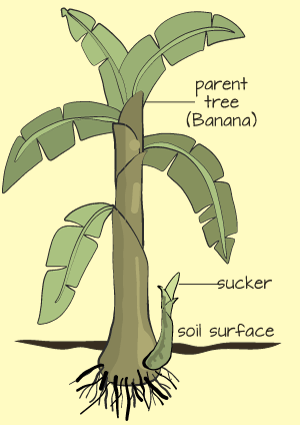 parent
tree
(Banana)
sucker
soil surface